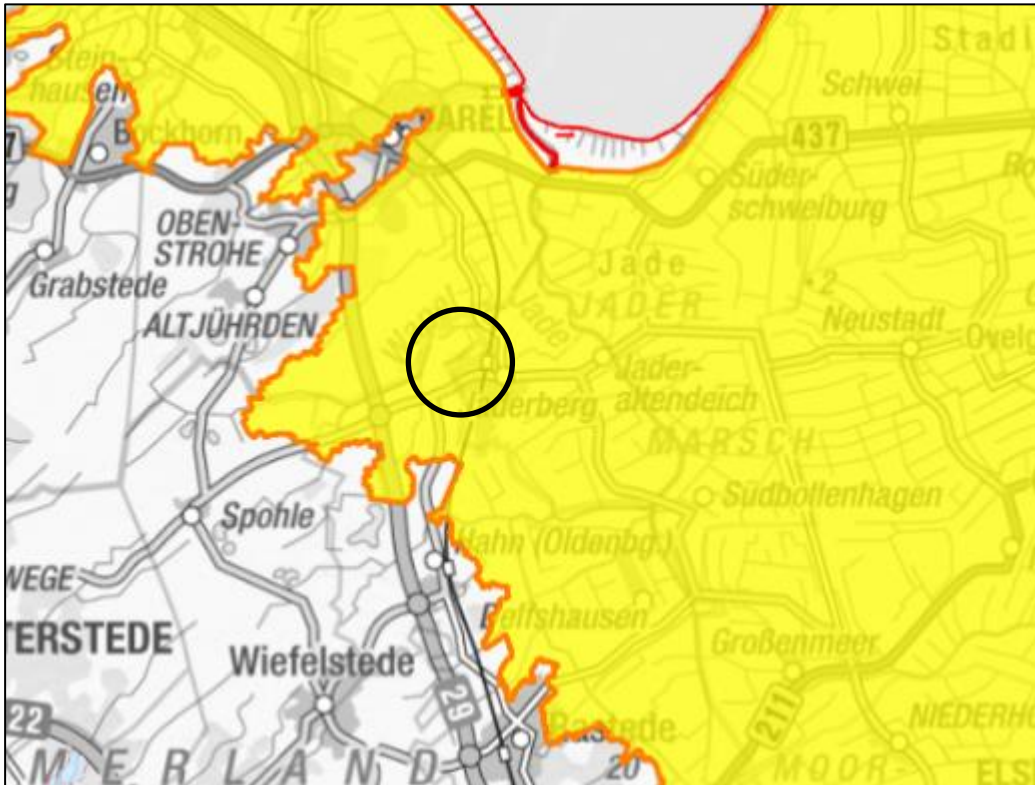 Stein-
hausen
Stadl
Schwei
Bockhorn
VAREL
437
Süder-
schweiburg
OBEN-
STROHE
Grabstede
Jade
JADER
2
ALTJÜHRDEN
Jade
Neustadt
Ovelg
Jader-
altendeich
Jaderberg
MARSCH
Spohle
Südbollenhagen
Hahn (Oldenbg.)
WEGE
TERSTEDE
Delfshausen
Großenmeer
Wiefelstede
29
211
22
Rastede
NIEDERH
MERLAND
20
MOOR-
ELS